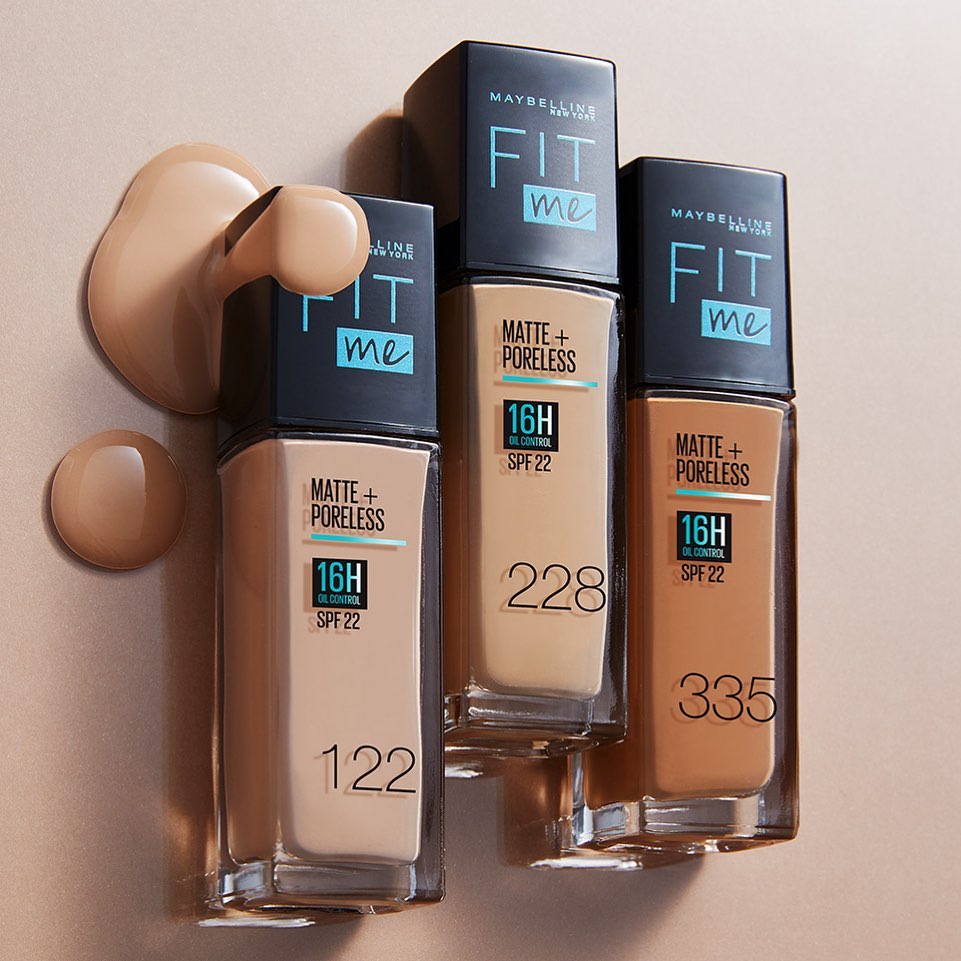 MAYBELLINE
NEW YORK
FIT
me
MATTE +
PORELESS
16H
OIL CONTROL
SPF 22
228
MAYBELLINE
NEW YORK
FIT
me
MATTE +
PORELESS
16H
OIL CONTROL
SPF 22
335
LLINE
NEW YORK
FIT
me
MATTE +
PORELESS
16H
OIL CONTROL
SPF 22
122